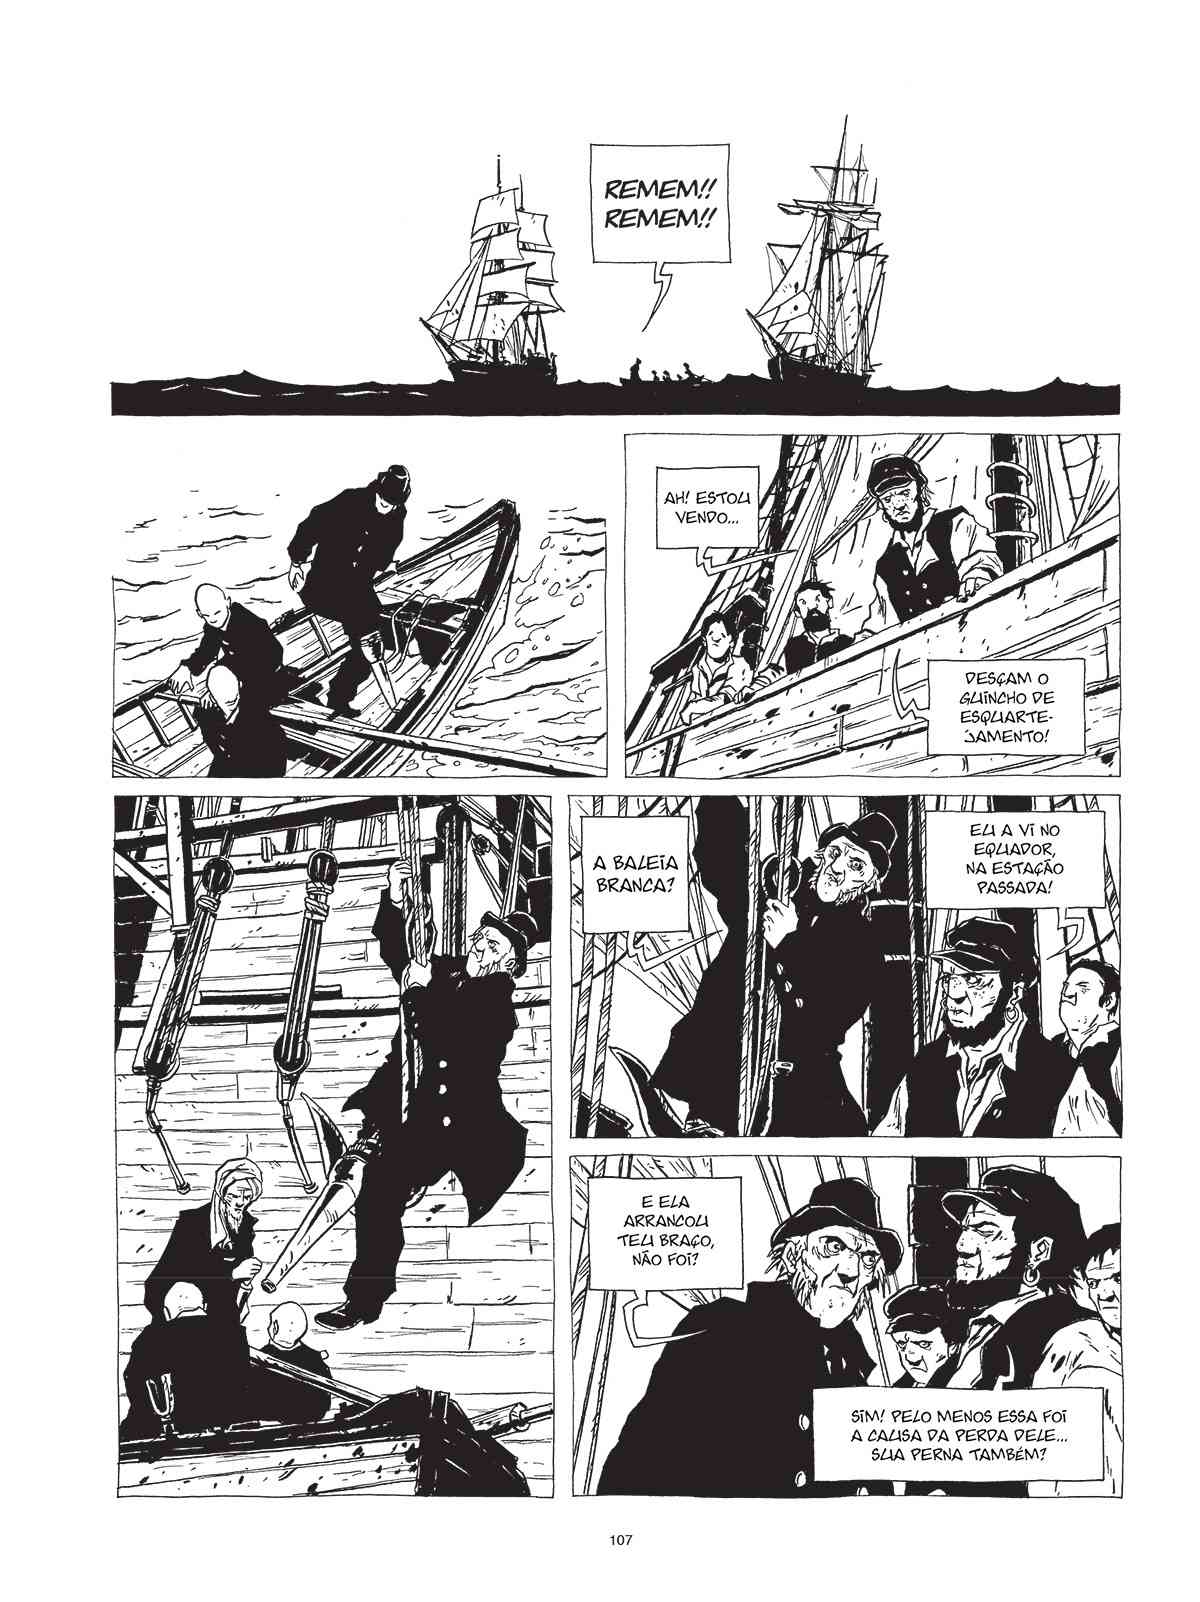 REMEM!!
REMEM!!
AH! ESTOU
VENDO...
DESÇAM O
GUINCHO DE
ESQUARTE-
JAMENTO!
A BALEIA
BRANCA?
EU A VI NO
EQUADOR,
NA ESTAÇÃO
PASSADA!
E ELA
ARRANCOU
TEU BRAÇO,
NÃO FOI?
SIM! PELO MENOS ESSA FOI
A CAUSA DA PERDA DELE...
SUA PERNA TAMBÉM?
107